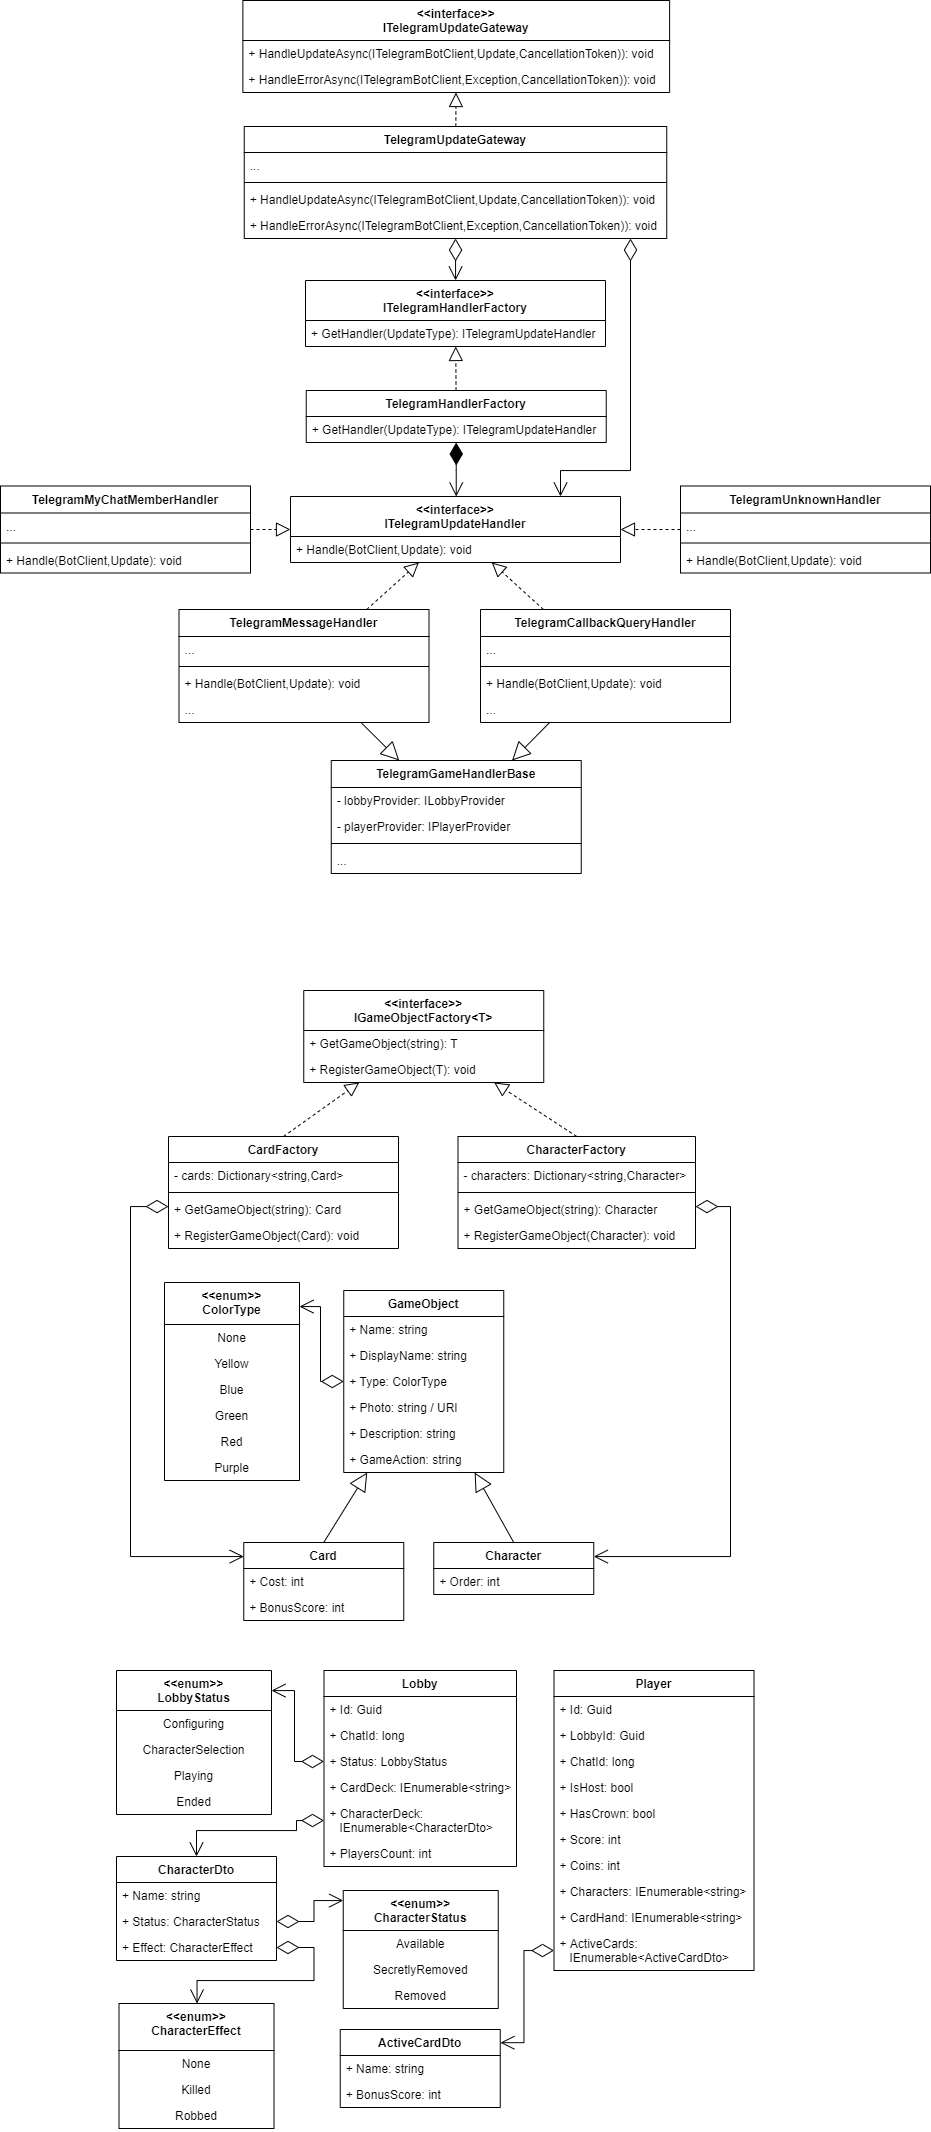 <<interface>>
ITelegramUpdateGateway
+ HandleUpdateAsync(ITelegramBotClient,Update,CancellationToken)): void
+ HandleErrorAsync(ITelegramBotClient,Exception,CancellationToken)): void
TelegramUpdateGateway
...
+ HandleUpdateAsync(ITelegramBotClient,Update,CancellationToken)): void
+ HandleErrorAsync(ITelegramBotClient,Exception,CancellationToken)): void
<<interface>>
ITelegramHandlerFactory
+ GetHandler(UpdateType): ITelegramUpdateHandler
TelegramHandlerFactory
+ GetHandler(UpdateType): ITelegramUpdateHandler
TelegramMyChatMemberHandler
...
+ Handle(BotClient,Update): void
<<interface>>
ITelegramUpdateHandler
+ Handle(BotClient,Update): void
TelegramUnknownHandler
...
+ Handle(BotClient,Update): void
TelegramMessageHandler
...
+ Handle(BotClient,Update): void
...
TelegramCallbackQueryHandler
...
+ Handle(BotClient,Update): void
...
TelegramGameHandlerBase
- lobbyProvider: ILobbyProvider
- playerProvider: IPlayerProvider
...
<<interface>>
IGameObjectFactory<T>
+ GetGameObject(string): T
+ RegisterGameObject(T): void
CardFactory
- cards: Dictionary<string,Card>
+ GetGameObject(string): Card
+ RegisterGameObject(Card): void
CharacterFactory
- characters: Dictionary<string,Character>
+ GetGameObject(string): Character
+ RegisterGameObject(Character): void
<<enum>>
ColorType
None
Yellow
Blue
Green
Red
Purple
GameObject
+ Name: string
+ DisplayName: string
+ Type: ColorType
+ Photo: string / URI
+ Description: string
+ GameAction: string
Card
+ Cost: int
+ BonusScore: int
Character
+ Order: int
<<enum>>
LobbyStatus
Configuring
CharacterSelection
Playing
Ended
Lobby
+ Id: Guid
+ ChatId: long
+ Status: LobbyStatus
+ CardDeck: IEnumerable<string>
+ CharacterDeck:
IEnumerable<CharacterDto>
+ PlayersCount: int
Player
+ Id: Guid
+ LobbyId: Guid
+ ChatId: long
+ IsHost: bool
+ HasCrown: bool
+ Score: int
+ Coins: int
+ Characters: IEnumerable<string>
+ CardHand: IEnumerable<string>
+ ActiveCards:
IEnumerable<ActiveCardDto>
CharacterDto
+ Name: string
+ Status: CharacterStatus
+ Effect: CharacterEffect
<<enum>>
CharacterStatus
Available
SecretlyRemoved
Removed
<<enum>>
CharacterEffect
None
Killed
Robbed
ActiveCardDto
+ Name: string
+ BonusScore: int